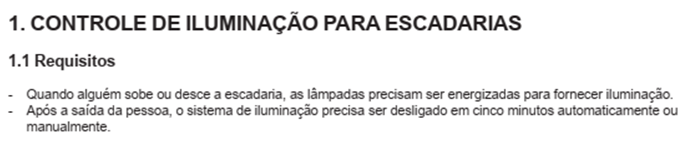 1. CONTROLE DE ILUMINAÇÃO PARA ESCADARIAS
1.1 Requisitos
- Quando alguém sobe ou desce a escadaria, as lâmpadas precisam ser energizadas para fornecer iluminação.
- Após a saída da pessoa, o sistema de iluminação precisa ser desligado em cinco minutos automaticamente ou
manualmente.